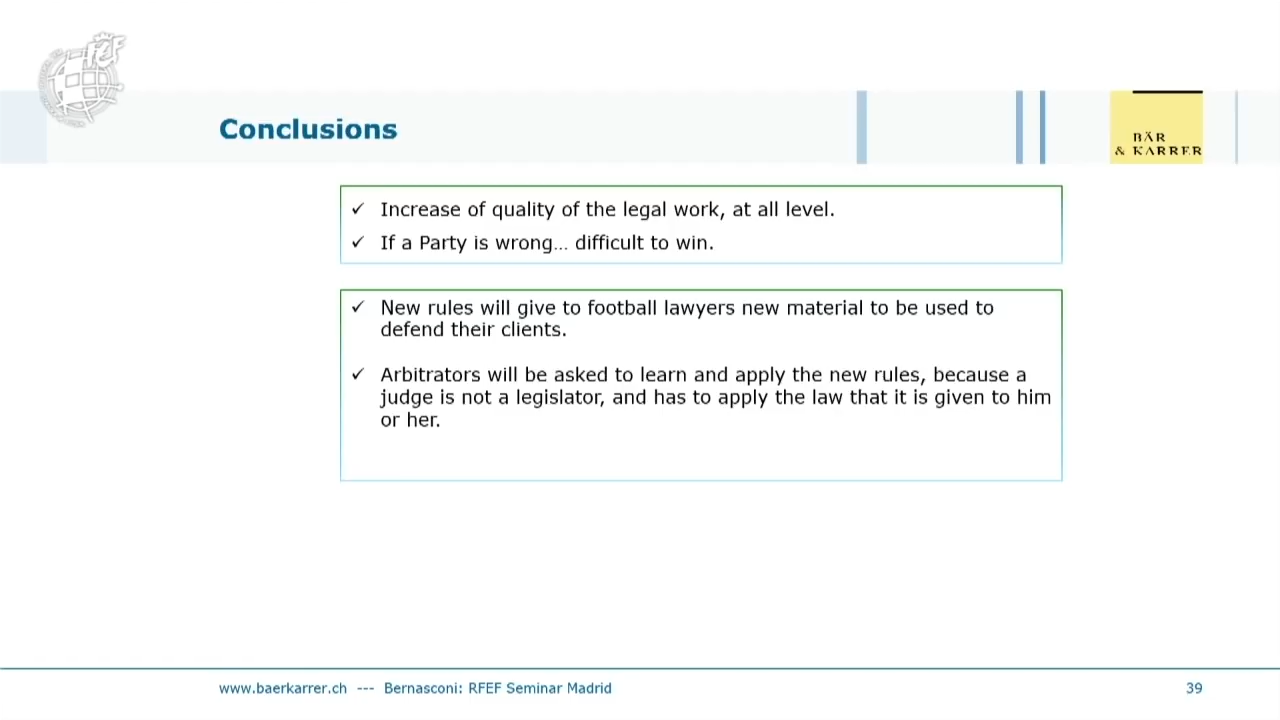 RFEF
Conclusions
BÄR
& KARRER
✓ Increase of quality of the legal work, at all level.
✓ If a Party is wrong… difficult to win.
✓ New rules will give to football lawyers new material to be used to
defend their clients.
✓ Arbitrators will be asked to learn and apply the new rules, because a
judge is not a legislator, and has to apply the law that it is given to him
or her.
www.baerkarrer.ch --- Bernasconi: RFEF Seminar Madrid
39